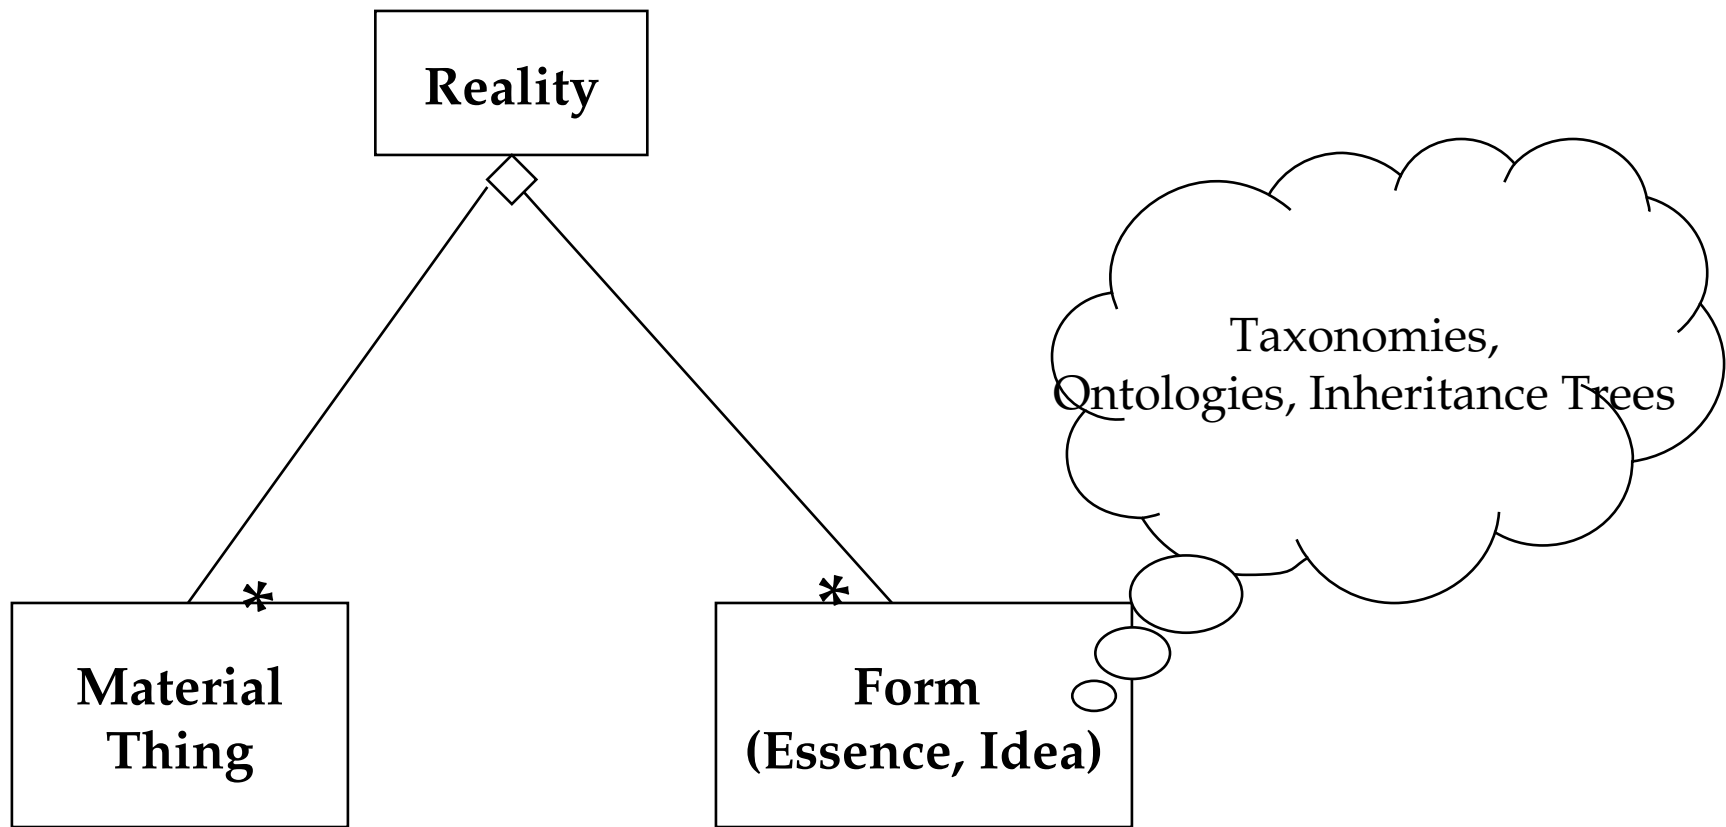 Reality
Taxonomies,
Ontologies, Inheritance Trees
*
*
Material
Thing
Form
(Essence, Idea)